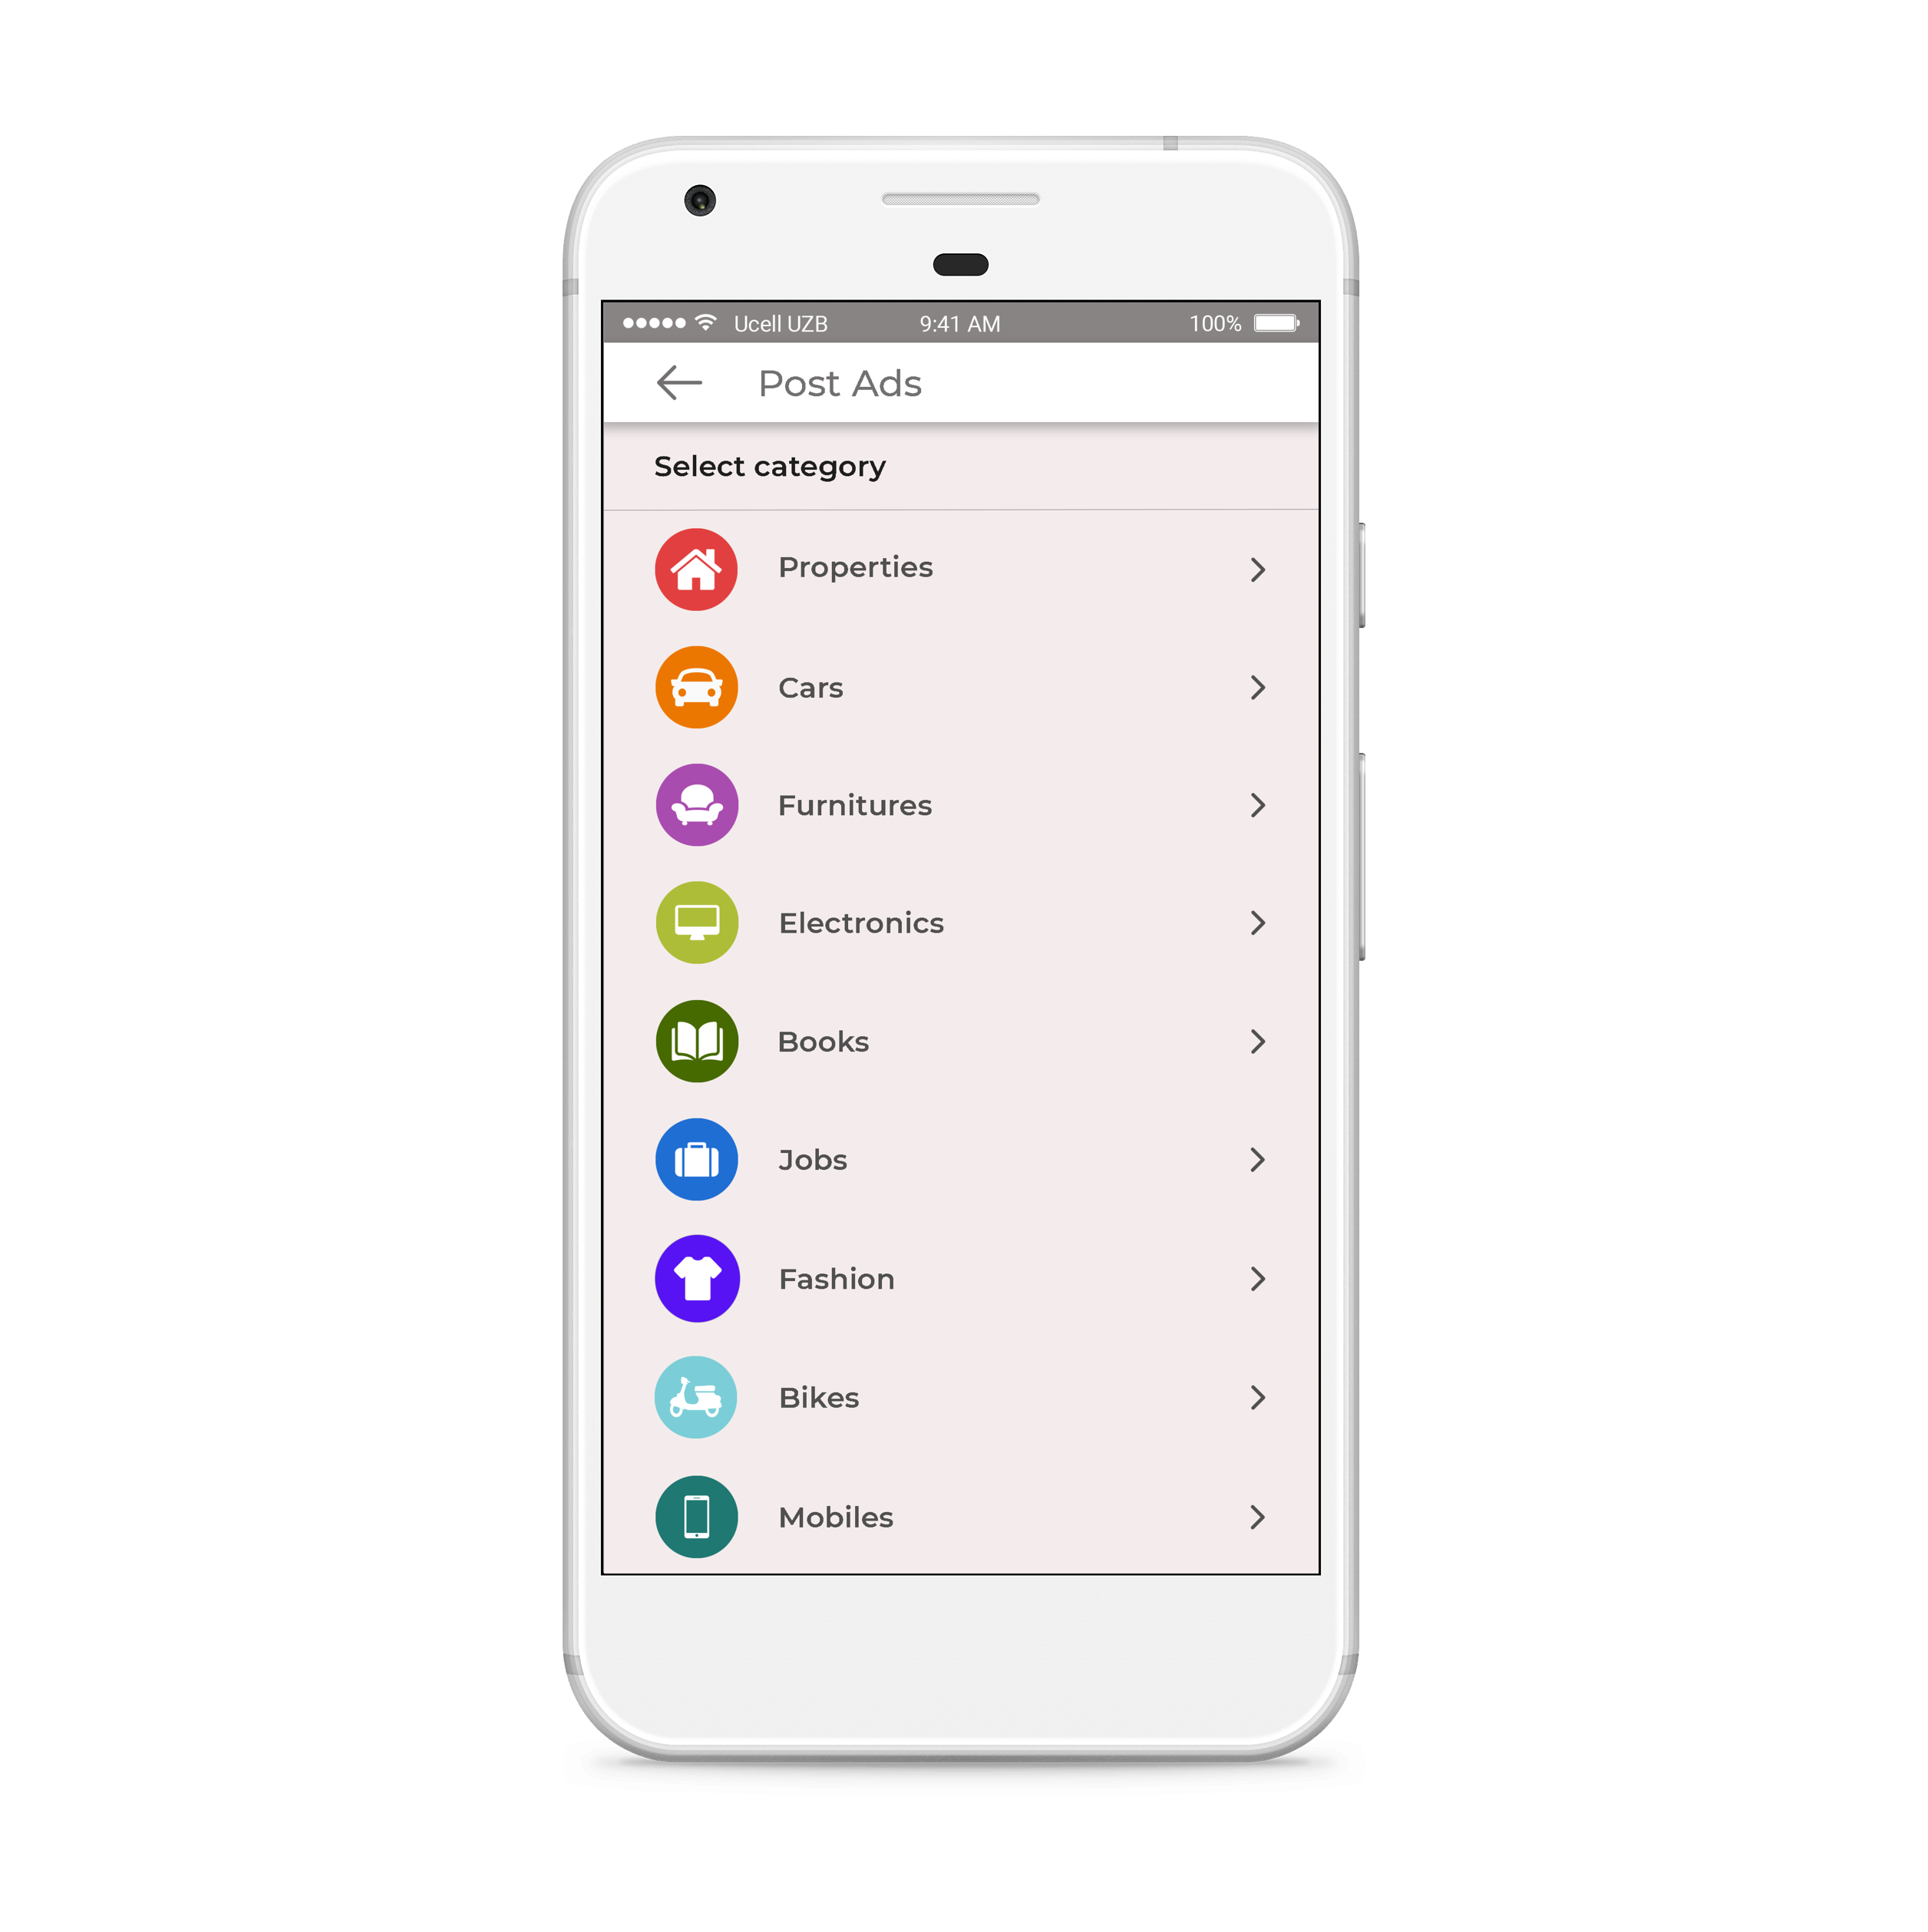 Ucell UZB 9:41 AM 100%
Post Ads
Select category
Properties
Cars
Furnitures
Electronics
Books
Jobs
Fashion
Bikes
Mobiles